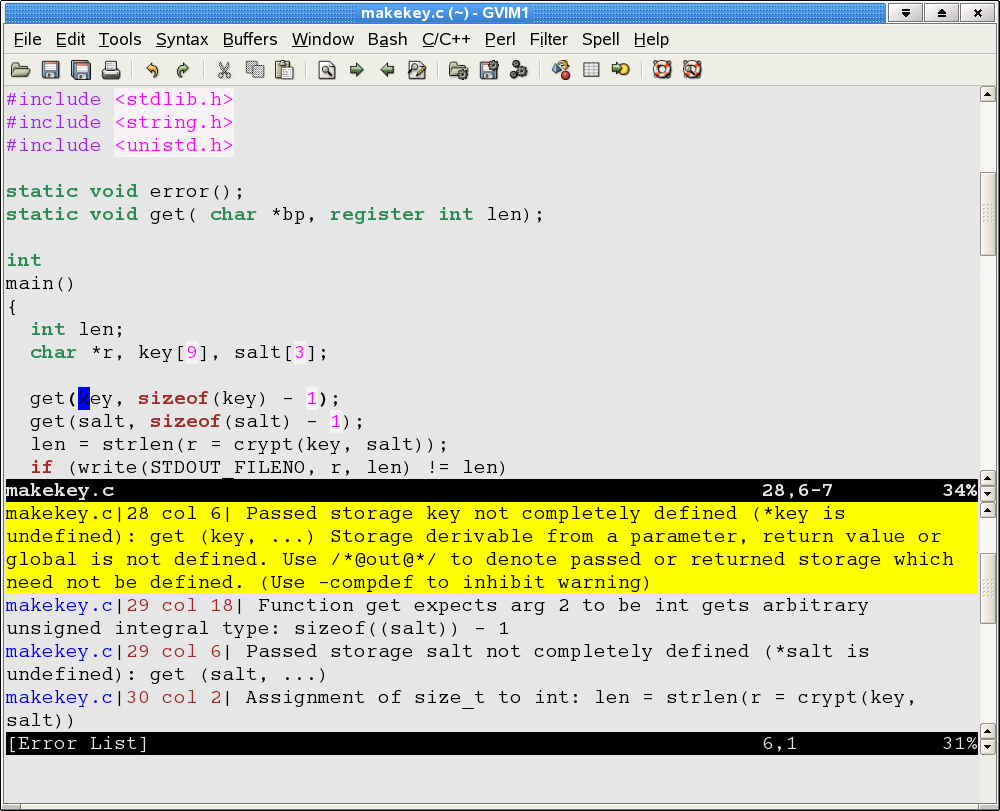 makekey.c (~) - GVIM1
File Edit Tools Syntax Buffers Window Bash C/C++ Perl Filter Spell Help
#include <stdlib.h>
#include <string.h>
#include <unistd.h>
static void error();
static void get( char *bp, register int len);
int
main()
{
int len;
char *r, key[9], salt[3];
get(key, sizeof(key) - 1);
get(salt, sizeof(salt) - 1);
len = strlen(r = crypt(key, salt));
if (write(STDOUT_FILENO, r, len) != len)
makekey.c 28,6-7 34%
makekey.c|28 col 6| Passed storage key not completely defined (*key is
undefined): get (key, ...) Storage derivable from a parameter, return value or
global is not defined. Use /*@out@*/ to denote passed or returned storage which
need not be defined. (Use -compdef to inhibit warning)
makekey.c|29 col 18| Function get expects arg 2 to be int gets arbitrary
unsigned integral type: sizeof((salt)) - 1
makekey.c|29 col 6| Passed storage salt not completely defined (*salt is
undefined): get (salt, ...)
makekey.c|30 col 2| Assignment of size_t to int: len = strlen(r = crypt(key,
salt))
[Error List] 6,1 31%